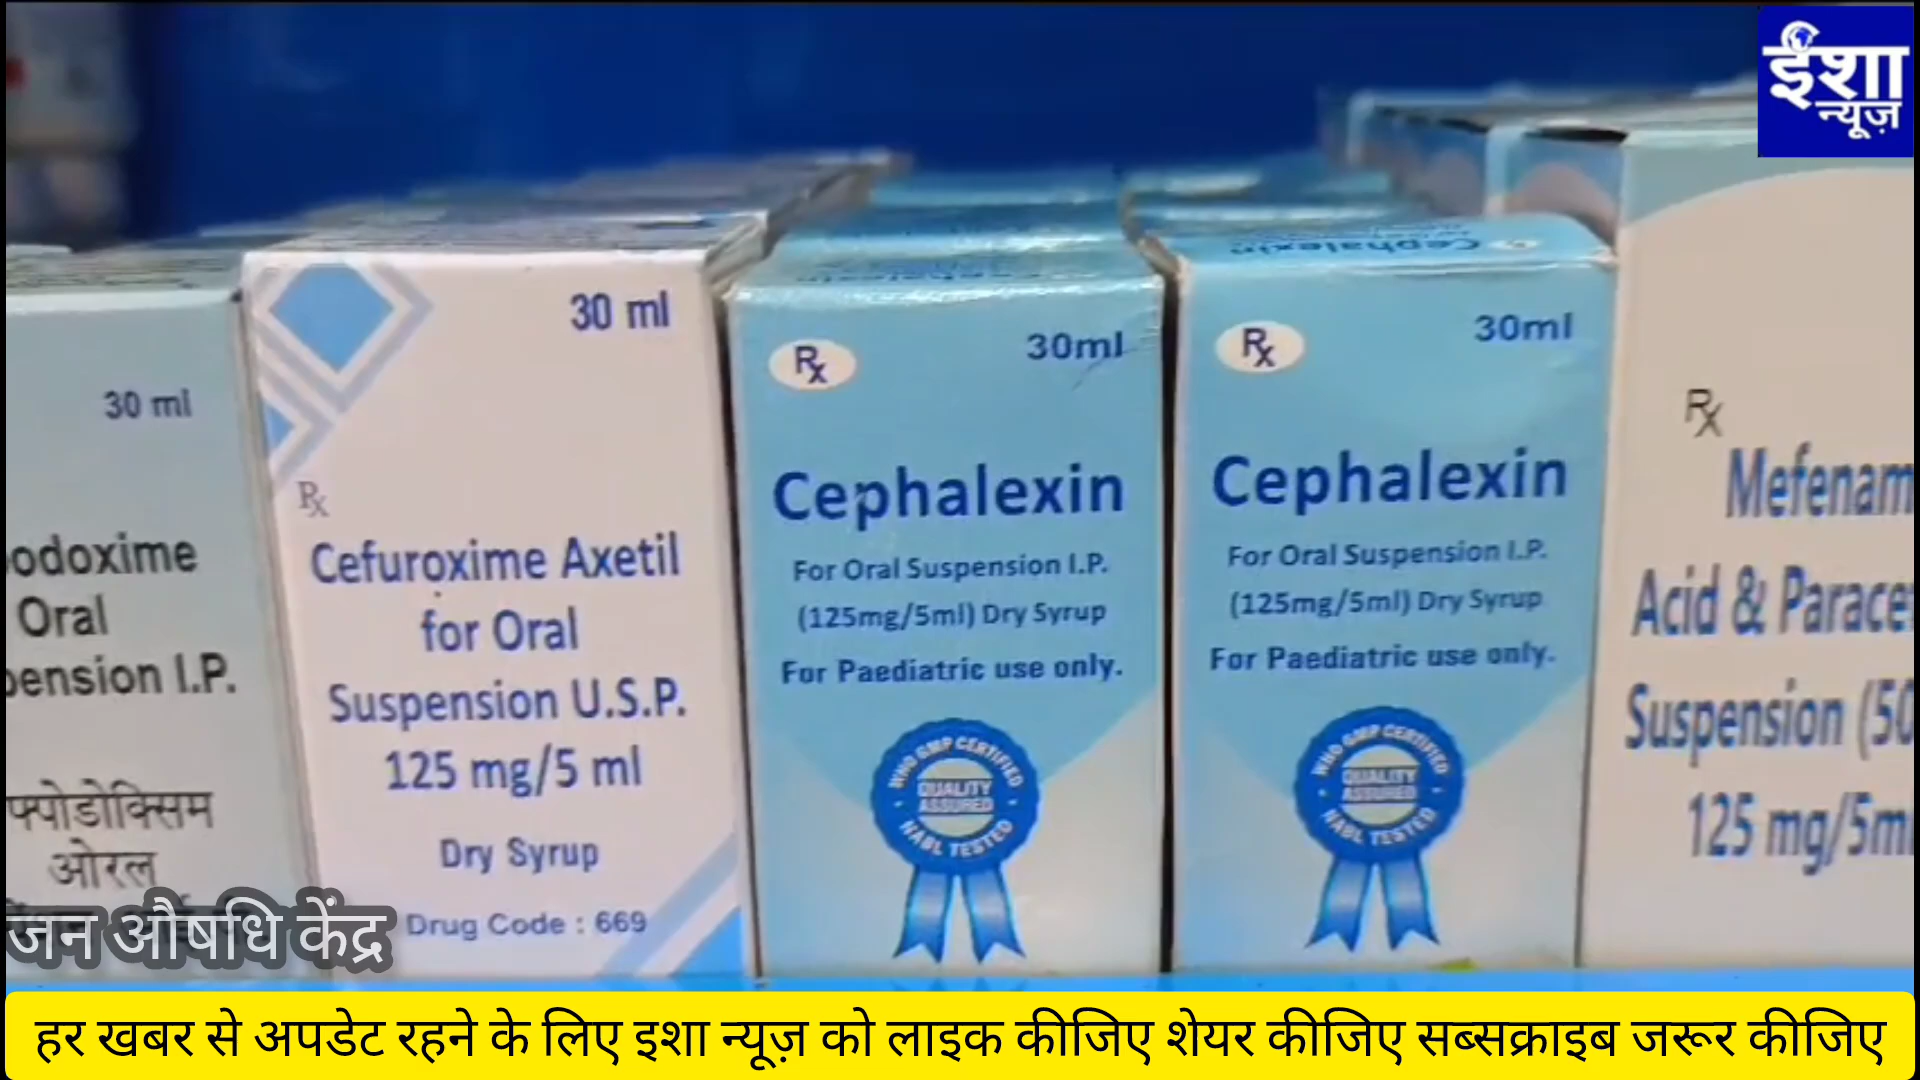 ईशा
न्यूज़
30 ml
Oral
I.P.
ओरल
30 ml
Rx
Cefuroxime Axetil
for Oral
Suspension U.S.P.
125 mg/5 ml
Dry Syrup
Drug Code : 669
Cephalexin
Rx
30ml
Cephalexin
For Oral Suspension I.P.
(125mg/5ml) Dry Syrup
For Paediatric use only.
WHO GMP CERTIFIED
QUALITY
ASSURED
NABL TESTED
Cephalexin
Rx
30ml
Cephalexin
For Oral Suspension I.P.
(125mg/5ml) Dry Syrup
For Paediatric use only.
WHO GMP CERTIFIED
QUALITY
ASSURED
NABL TESTED
Rx
Mefenam
Acid & Parace
Suspension (50
125 mg/5ml
जन औषधि केंद्र
हर खबर से अपडेट रहने के लिए इशा न्यूज़ को लाइक कीजिए शेयर कीजिए सब्सक्राइब जरूर कीजिए